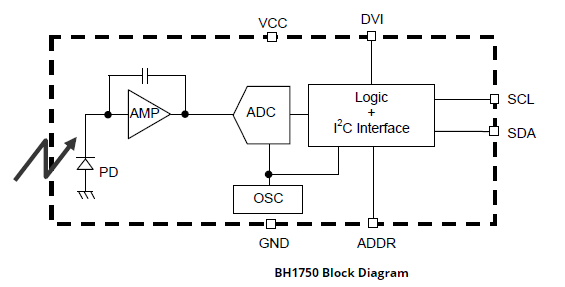 VCC
DVI
AMP
ADC
Logic
+
I²C Interface
SCL
SDA
PD
OSC
GND
ADDR
BH1750 Block Diagram